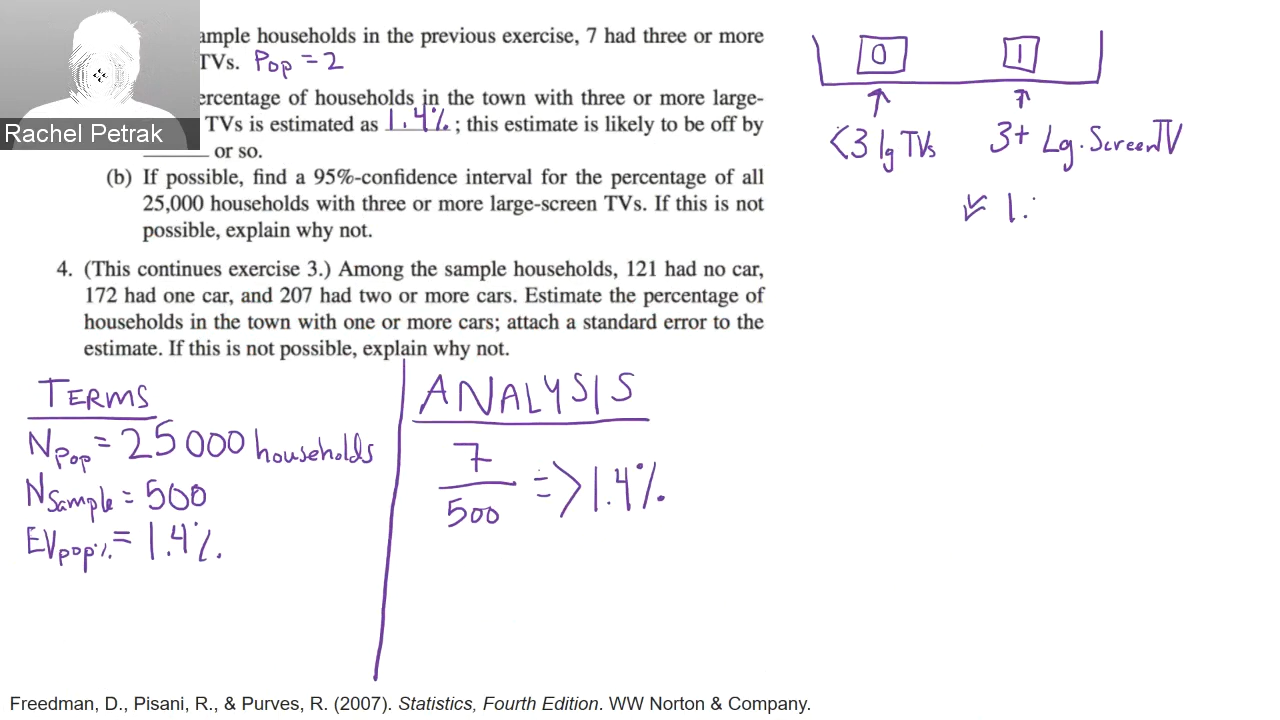 ample households in the previous exercise, 7 had three or more
TVs. Pop = 2
ercentage of households in the town with three or more large-
TVs is estimated as 1.4% ; this estimate is likely to be off by
______ or so.
Rachel Petrak
(b) If possible, find a 95%-confidence interval for the percentage of all
25,000 households with three or more large-screen TVs. If this is not
possible, explain why not.
4. (This continues exercise 3.) Among the sample households, 121 had no car,
172 had one car, and 207 had two or more cars. Estimate the percentage of
households in the town with one or more cars; attach a standard error to the
estimate. If this is not possible, explain why not.
0 1
<3 lg TVs 3+ Lg. Screen TV
1.
TERMS
Npop = 25000 households
Nsample = 500
EVpop% = 1.4%
ANALYSIS
7
500 => 1.4%
Freedman, D., Pisani, R., & Purves, R. (2007). Statistics, Fourth Edition. WW Norton & Company.